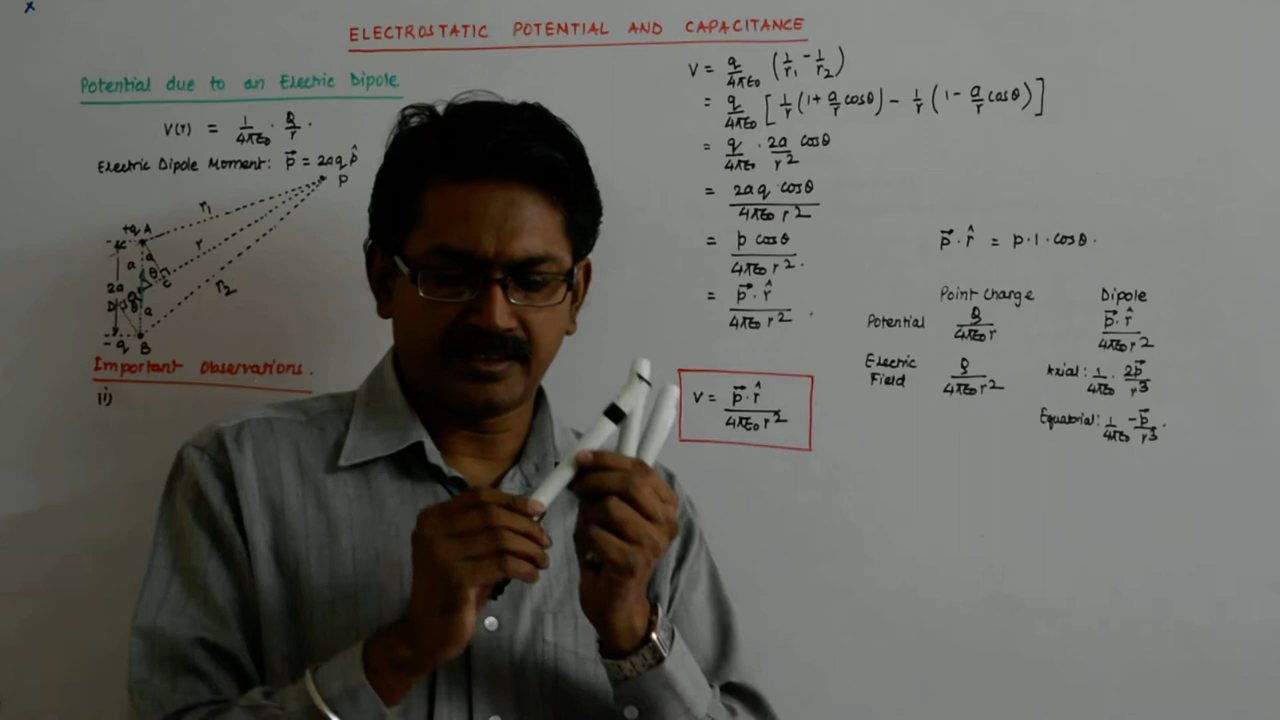 x
ELECTROSTATIC POTENTIAL AND CAPACITANCE
Potential due to an Electric Dipole
V(r) = 1/4πε₀ · Q/r .
Electric Dipole Moment: p⃗ = 2aq p̂
P
r₁
r
r₂
+q A
a
a
θ
C
2a
O
D
θ
a
-q B
Important Observations.
(i)
V = q/4πε₀ (1/r₁ - 1/r₂)
= q/4πε₀ [ 1/r (1 + a/r cosθ) - 1/r (1 - a/r cosθ) ]
= q/4πε₀ · 2a/r² cosθ
= 2aq cosθ / 4πε₀ r²
= p cosθ / 4πε₀ r² .
= p⃗ · r̂ / 4πε₀ r² .
V = p⃗ · r̂ / 4πε₀ r²
p⃗ · r̂ = p · 1 · cosθ .
Point Charge Dipole
Potential Q/4πε₀ r p⃗ · r̂ / 4πε₀ r²
Electric Field Q/4πε₀ r² Axial: 1/4πε₀ · 2p⃗/r³
Equatorial: 1/4πε₀ -p⃗/r³ .